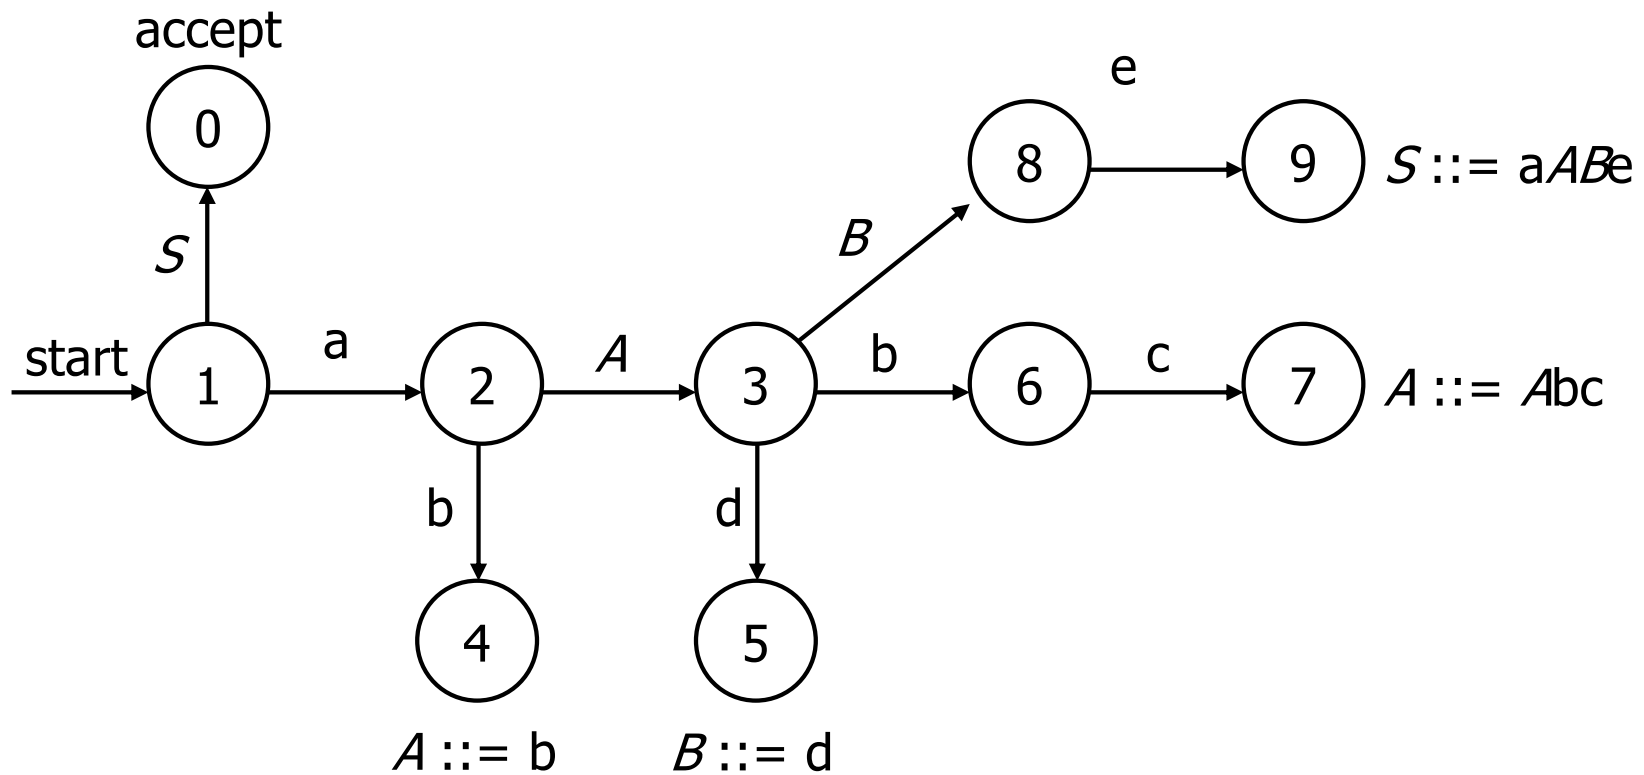 accept
e
0
8
9
S ::= aABe
B
S
start
a
A
b
c
1
2
3
6
7
A ::= Abc
b
d
4
5
A ::= b
B ::= d